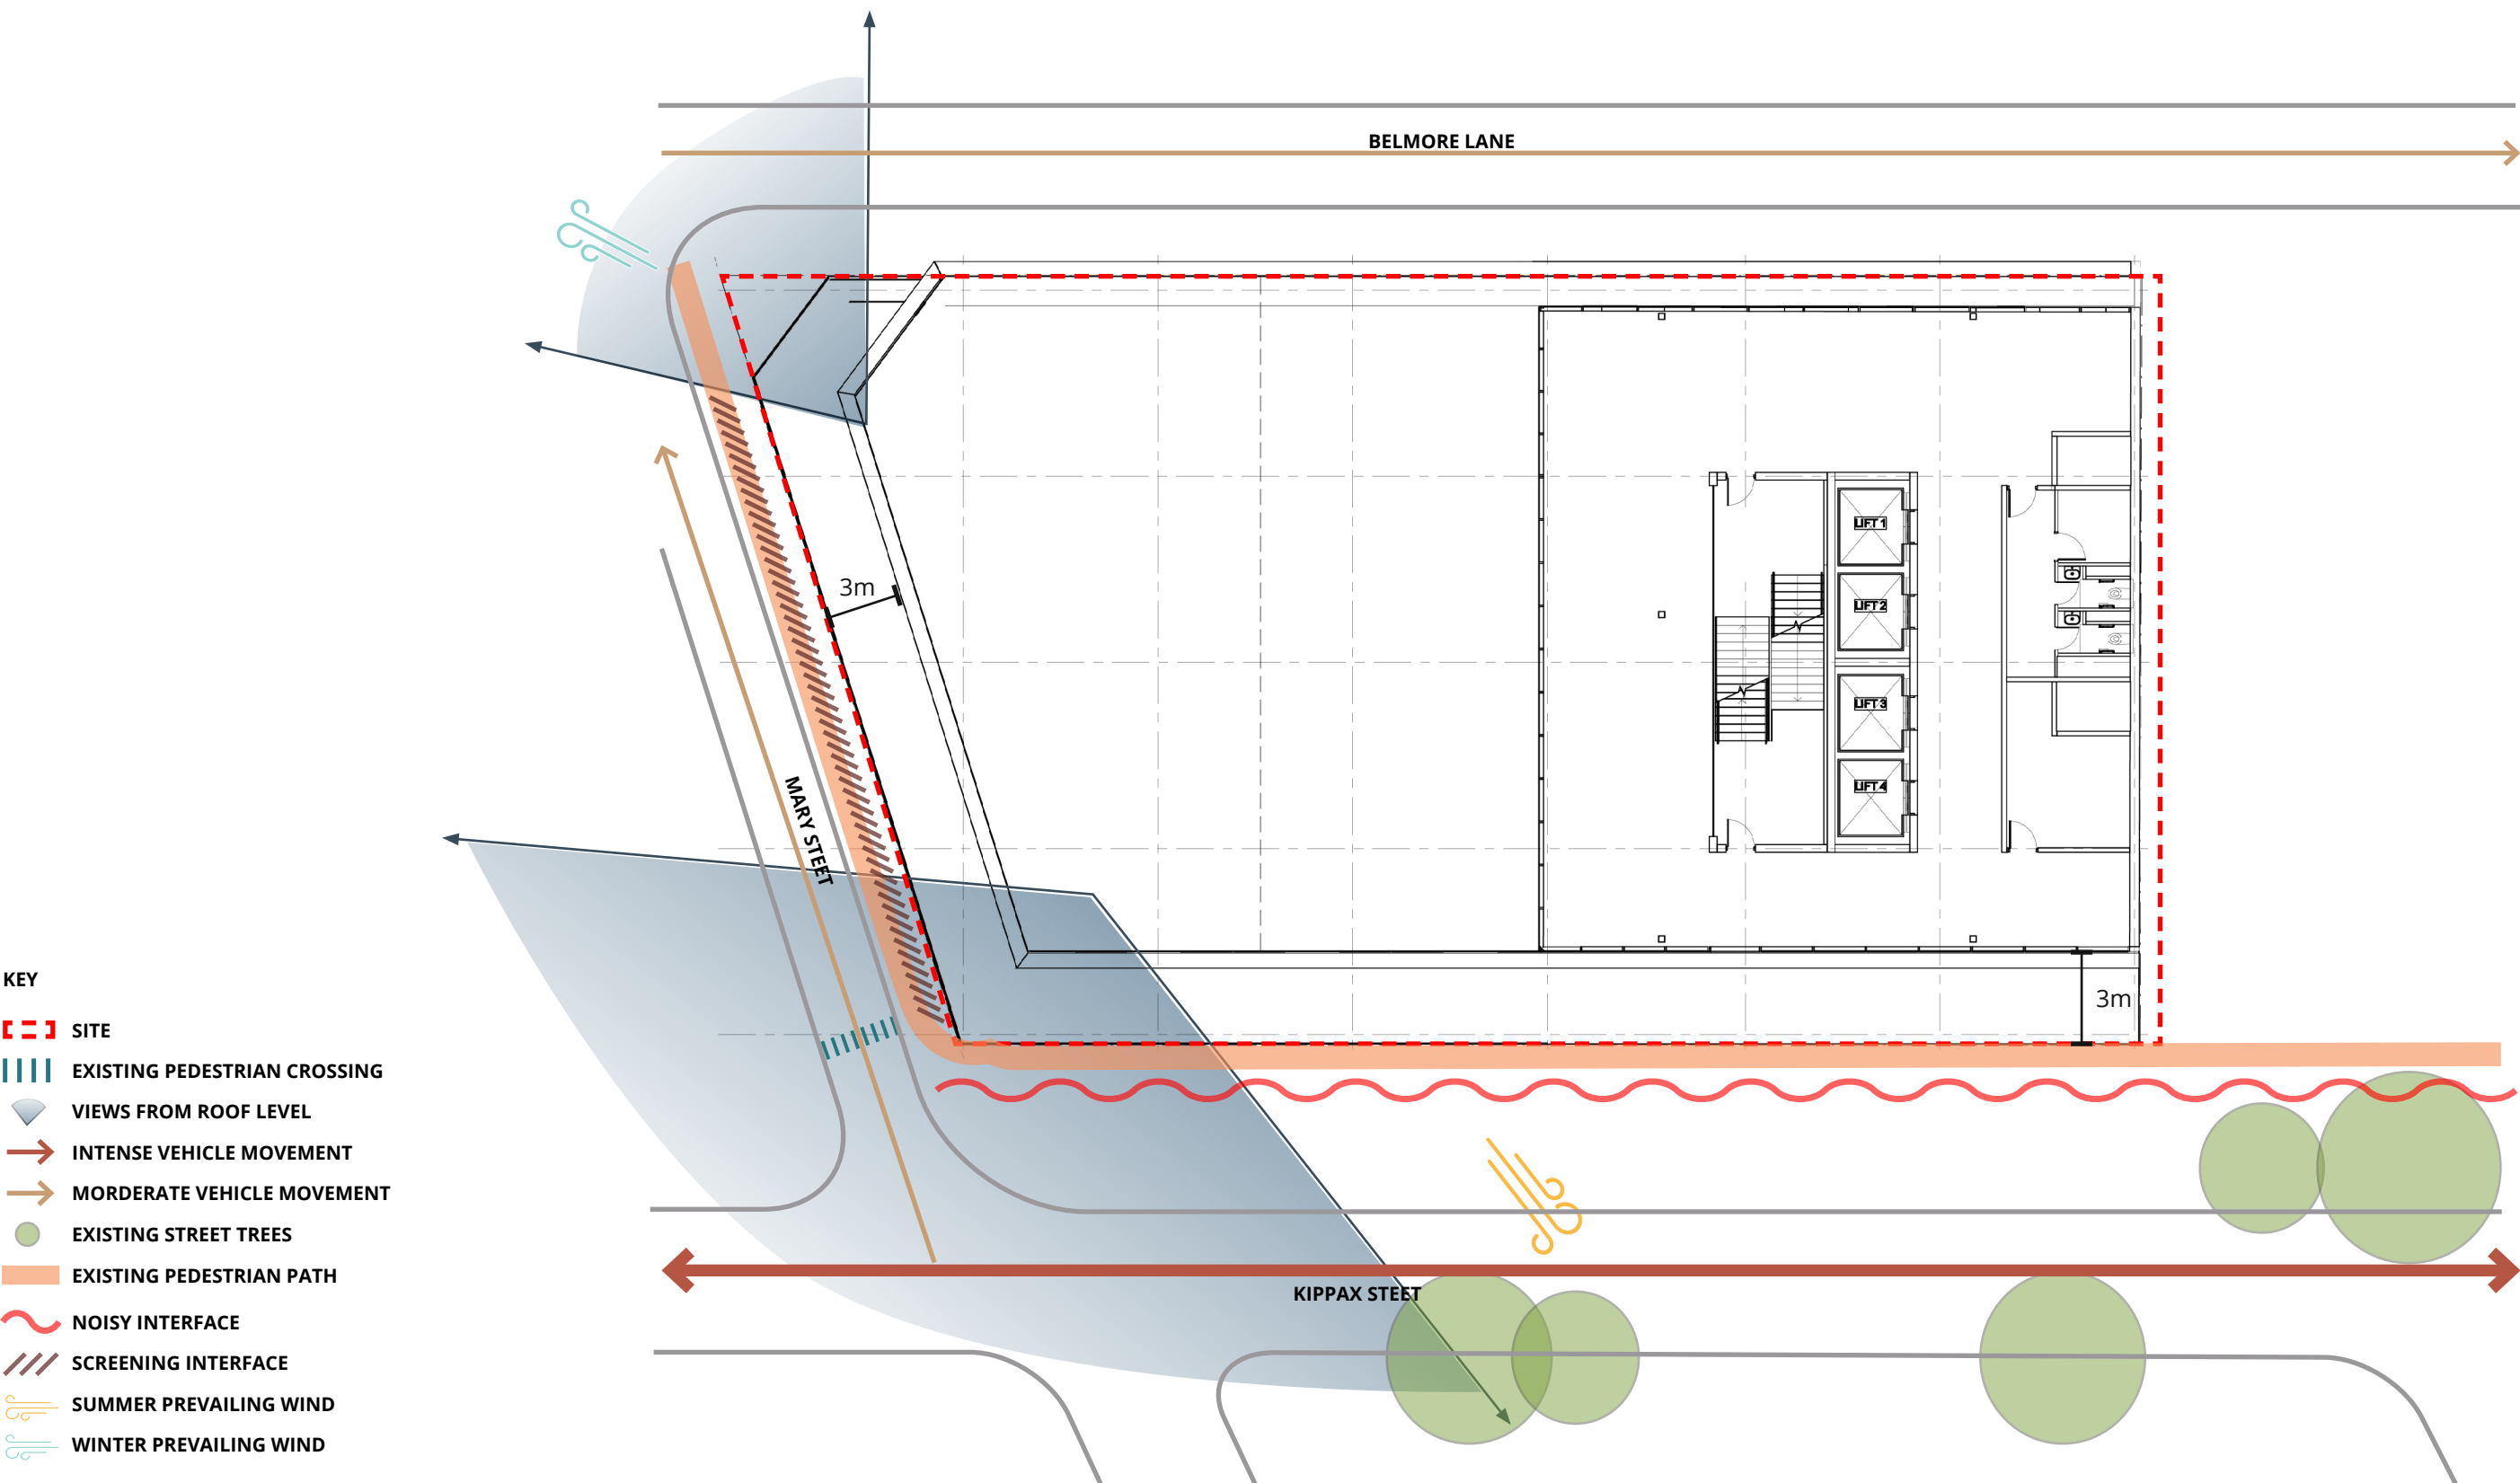 BELMORE LANE
LIFT 1
LIFT 2
3m
LIFT 3
LIFT 4
MARY STEET
3m
KIPPAX STEET
KEY
SITE
EXISTING PEDESTRIAN CROSSING
VIEWS FROM ROOF LEVEL
INTENSE VEHICLE MOVEMENT
MORDERATE VEHICLE MOVEMENT
EXISTING STREET TREES
EXISTING PEDESTRIAN PATH
NOISY INTERFACE
SCREENING INTERFACE
SUMMER PREVAILING WIND
WINTER PREVAILING WIND